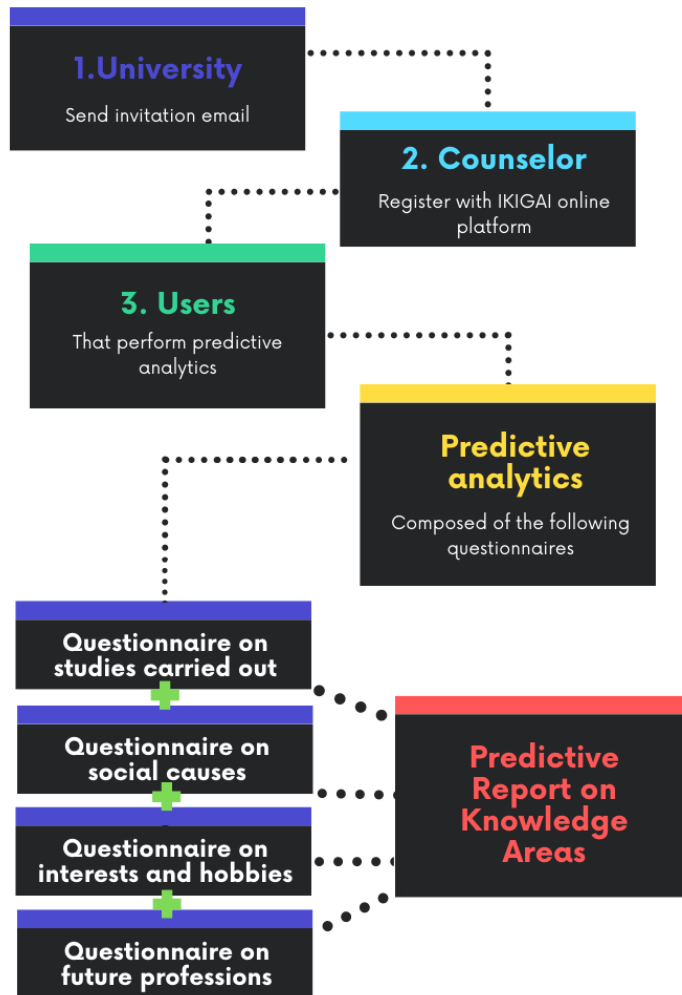 1.University
Send invitation email
2. Counselor
Register with IKIGAI online
platform
3. Users
That perform predictive
analytics
Predictive
analytics
Composed of the following
questionnaires
Questionnaire on
studies carried out
Questionnaire on
social causes
Questionnaire on
interests and hobbies
Questionnaire on
future professions
Predictive
Report on
Knowledge
Areas